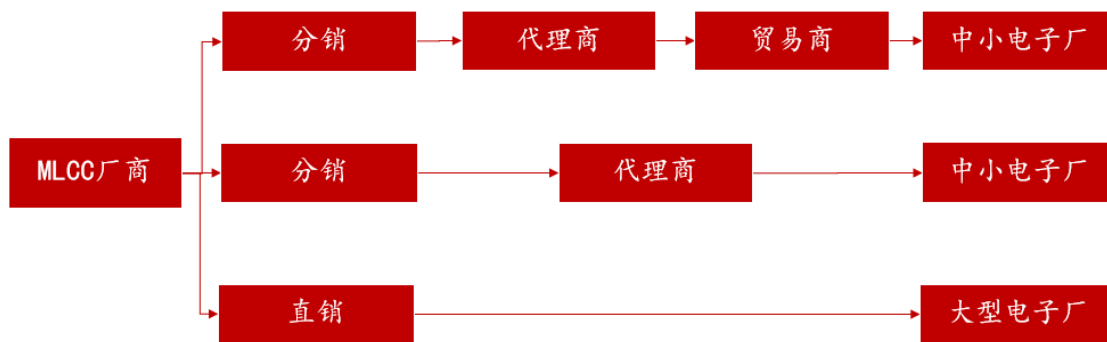 分销
代理商
贸易商
中小电子厂
MLCC厂商
分销
代理商
中小电子厂
直销
大型电子厂